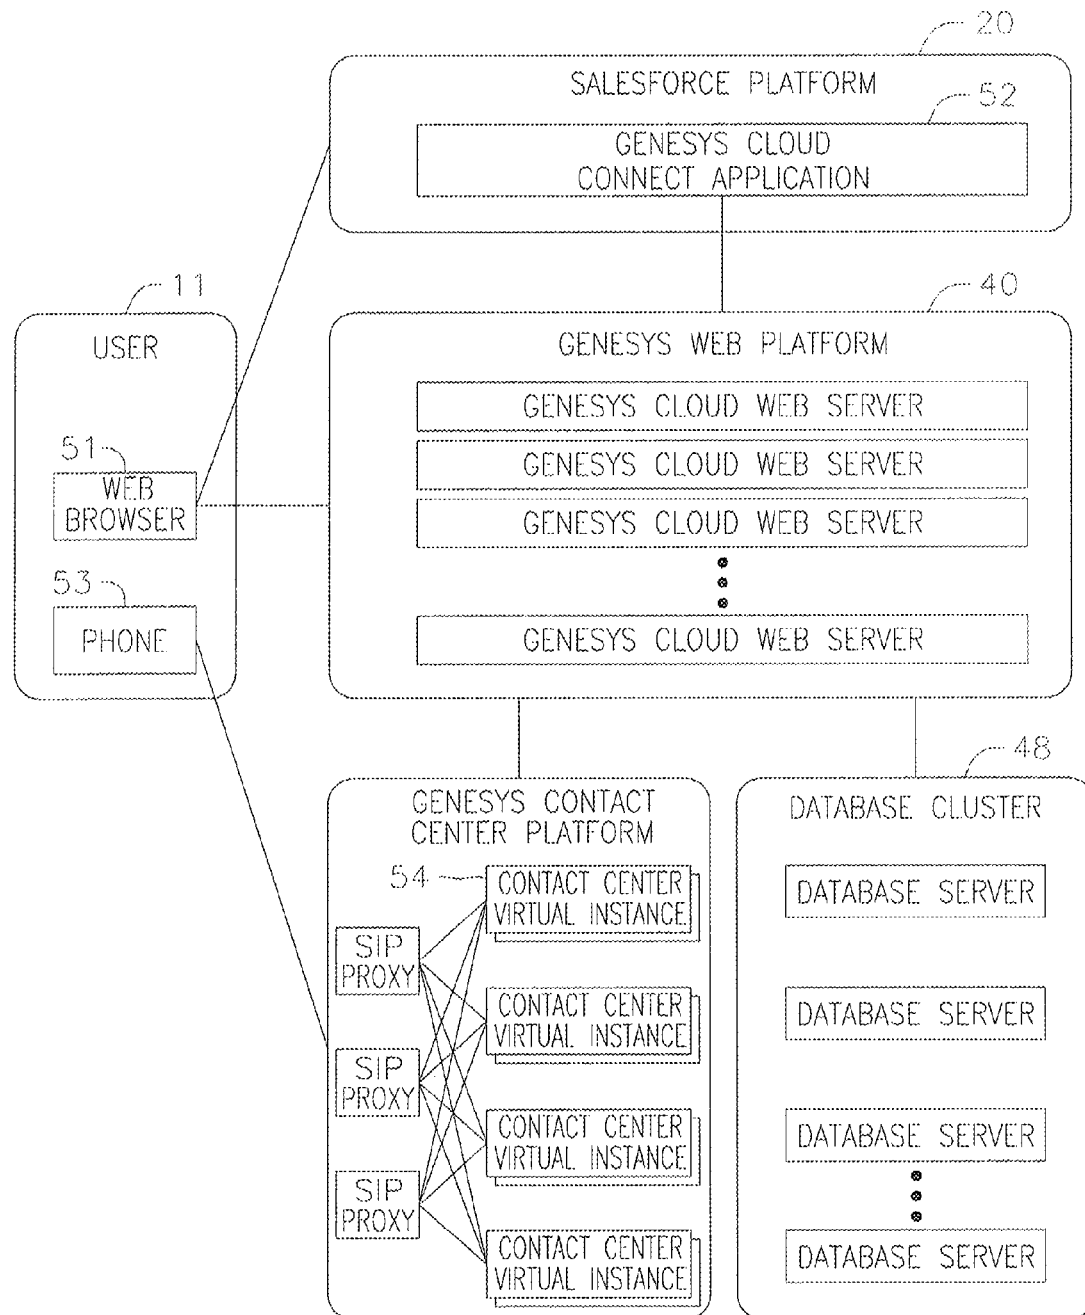 20
SALESFORCE PLATFORM
52
GENESYS CLOUD
CONNECT APPLICATION
11
USER
51
WEB
BROWSER
53
PHONE
40
GENESYS WEB PLATFORM
GENESYS CLOUD WEB SERVER
GENESYS CLOUD WEB SERVER
GENESYS CLOUD WEB SERVER
GENESYS CLOUD WEB SERVER
GENESYS CONTACT
CENTER PLATFORM
54
CONTACT CENTER
VIRTUAL INSTANCE
SIP
PROXY
CONTACT CENTER
VIRTUAL INSTANCE
SIP
PROXY
CONTACT CENTER
VIRTUAL INSTANCE
SIP
PROXY
CONTACT CENTER
VIRTUAL INSTANCE
48
DATABASE CLUSTER
DATABASE SERVER
DATABASE SERVER
DATABASE SERVER
DATABASE SERVER